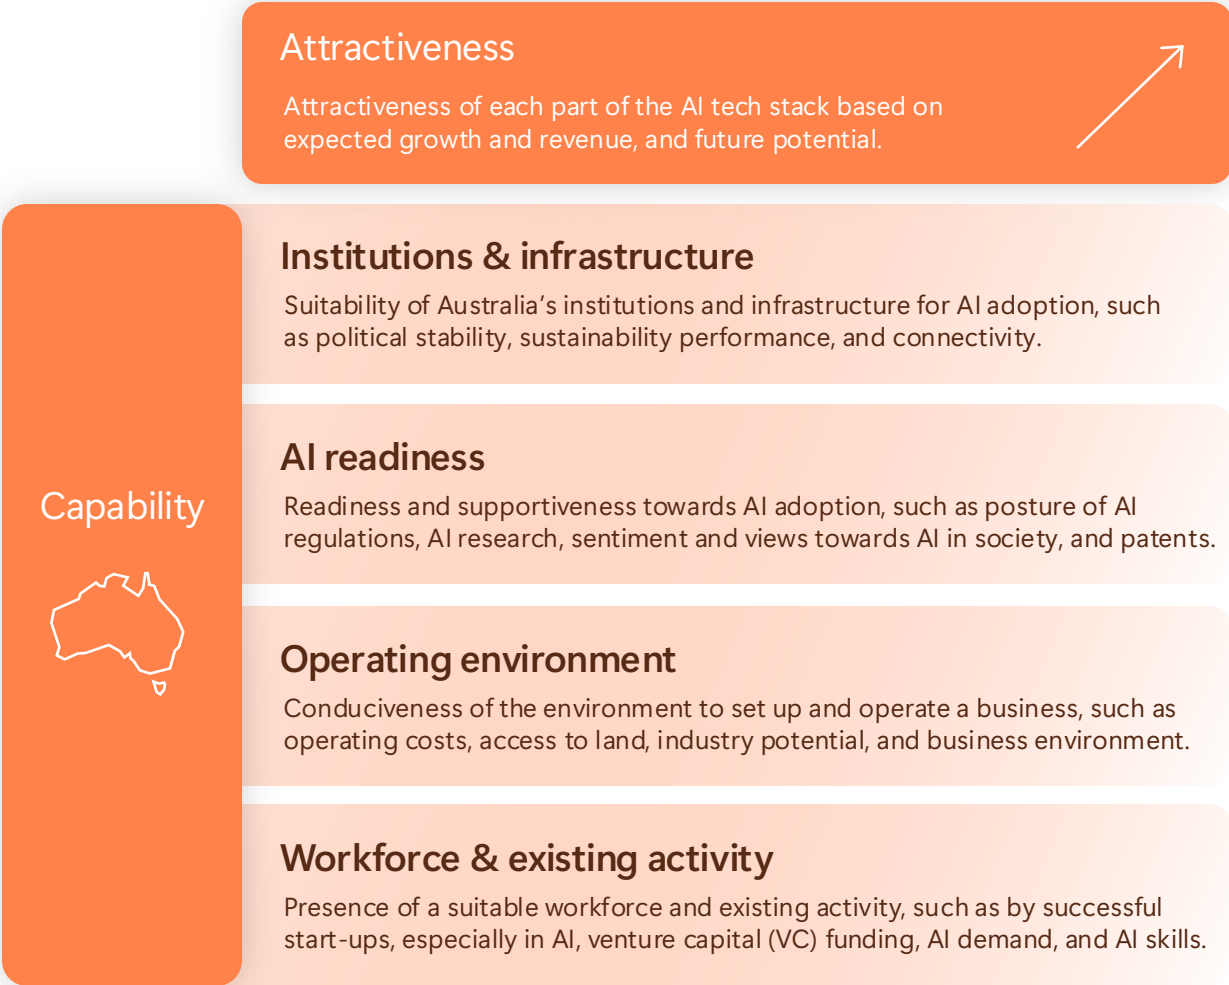 Attractiveness
Attractiveness of each part of the AI tech stack based on
expected growth and revenue, and future potential.
Capability
Institutions & infrastructure
Suitability of Australia’s institutions and infrastructure for AI adoption, such
as political stability, sustainability performance, and connectivity.
AI readiness
Readiness and supportiveness towards AI adoption, such as posture of AI
regulations, AI research, sentiment and views towards AI in society, and patents.
Operating environment
Conduciveness of the environment to set up and operate a business, such as
operating costs, access to land, industry potential, and business environment.
Workforce & existing activity
Presence of a suitable workforce and existing activity, such as by successful
start-ups, especially in AI, venture capital (VC) funding, AI demand, and AI skills.